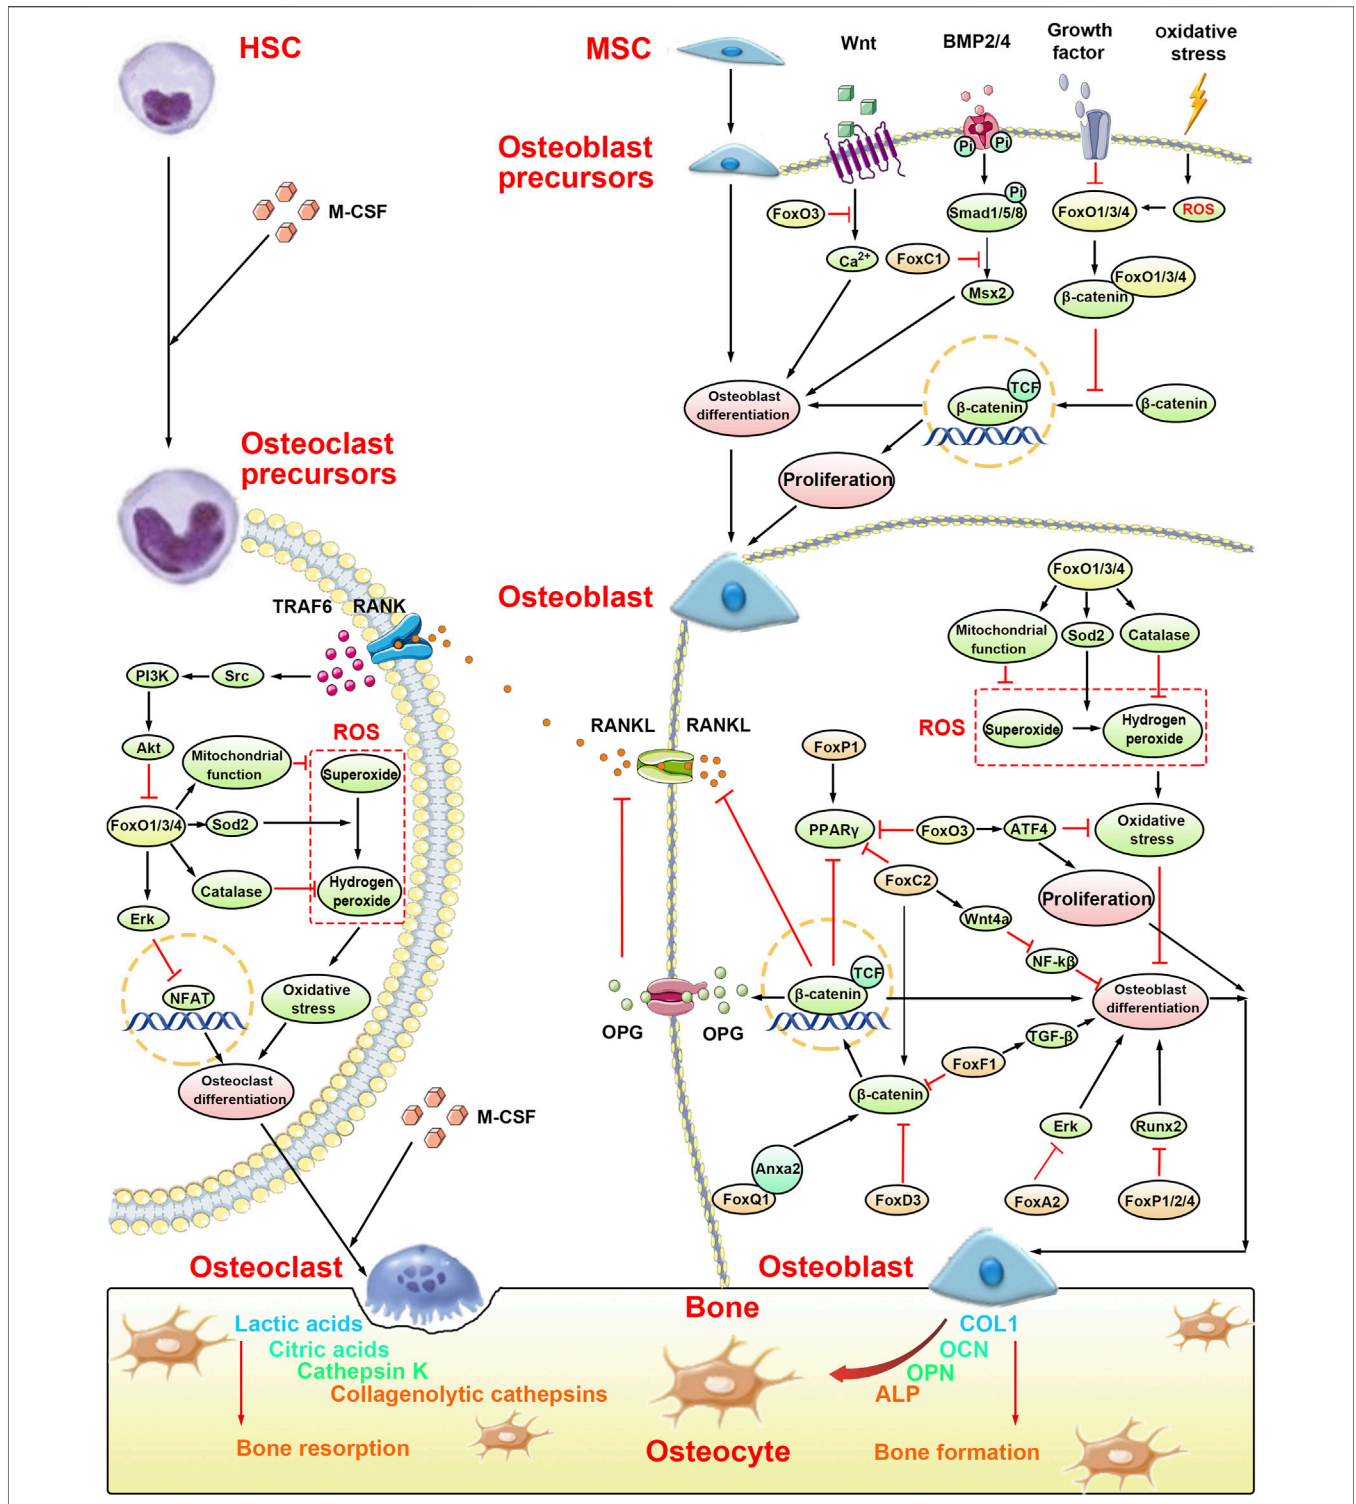 HSC
M-CSF
MSC
Wnt
BMP2/4
Growth
factor
oxidative
stress
Osteoblast
precursors
Pi
Pi
Pi
FoxO3
Smad1/5/8
FoxO1/3/4
ROS
Ca2+
FoxC1
Msx2
FoxO1/3/4
β-catenin
Osteoblast
differentiation
TCF
β-catenin
β-catenin
Proliferation
Osteoclast
precursors
TRAF6
RANK
PI3K
Src
Akt
ROS
Mitochondrial
function
Superoxide
FoxO1/3/4
Sod2
Catalase
Hydrogen
peroxide
Erk
NFAT
Oxidative
stress
Osteoclast
differentiation
M-CSF
Osteoblast
FoxO1/3/4
Mitochondrial
function
Sod2
Catalase
ROS
Superoxide
Hydrogen
peroxide
RANKL
RANKL
FoxP1
PPARγ
FoxO3
ATF4
Oxidative
stress
FoxC2
Proliferation
Wnt4a
NF-kβ
TCF
β-catenin
Osteoblast
differentiation
OPG
OPG
TGF-β
FoxF1
β-catenin
Erk
Runx2
Anxa2
FoxQ1
FoxD3
FoxA2
FoxP1/2/4
Osteoclast
Osteoblast
Bone
Lactic acids
Citric acids
Cathepsin K
Collagenolytic cathepsins
Bone resorption
COL1
OCN
OPN
ALP
Osteocyte
Bone formation